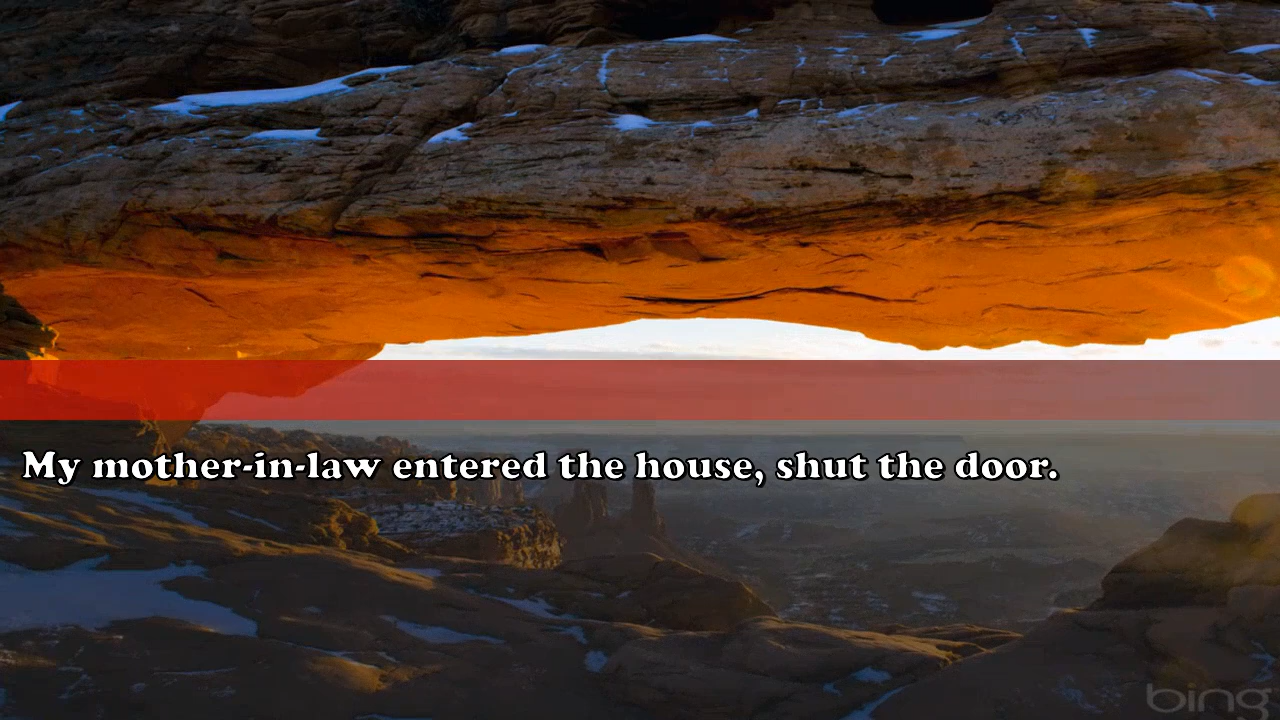 My mother-in-law entered the house, shut the door.
bing